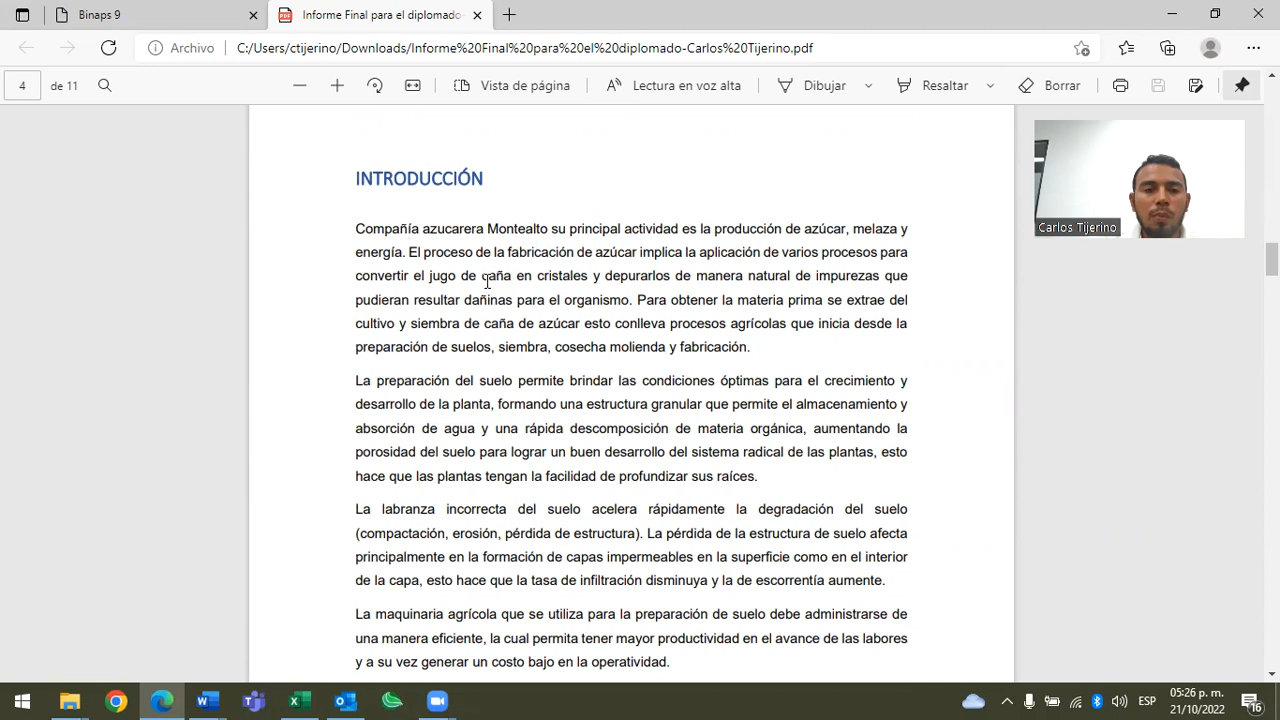 Binaps 9
Informe Final para el diplomado-
Archivo
C:/Users/ctijerino/Downloads/Informe%20Final%20para%20el%20diplomado-Carlos%20Tijerino.pdf
4 de 11
Vista de página
Lectura en voz alta
Dibujar
Resaltar
Borrar
INTRODUCCIÓN
Compañía azucarera Montealto su principal actividad es la producción de azúcar, melaza y
energía. El proceso de la fabricación de azúcar implica la aplicación de varios procesos para
convertir el jugo de caña en cristales y depurarlos de manera natural de impurezas que
pudieran resultar dañinas para el organismo. Para obtener la materia prima se extrae del
cultivo y siembra de caña de azúcar esto conlleva procesos agrícolas que inicia desde la
preparación de suelos, siembra, cosecha molienda y fabricación.
La preparación del suelo permite brindar las condiciones óptimas para el crecimiento y
desarrollo de la planta, formando una estructura granular que permite el almacenamiento y
absorción de agua y una rápida descomposición de materia orgánica, aumentando la
porosidad del suelo para lograr un buen desarrollo del sistema radical de las plantas, esto
hace que las plantas tengan la facilidad de profundizar sus raíces.
La labranza incorrecta del suelo acelera rápidamente la degradación del suelo
(compactación, erosión, pérdida de estructura). La pérdida de la estructura de suelo afecta
principalmente en la formación de capas impermeables en la superficie como en el interior
de la capa, esto hace que la tasa de infiltración disminuya y la de escorrentía aumente.
La maquinaria agrícola que se utiliza para la preparación de suelo debe administrarse de
una manera eficiente, la cual permita tener mayor productividad en el avance de las labores
y a su vez generar un costo bajo en la operatividad.
Carlos Tijerino
ESP
05:26 p. m.
21/10/2022
16